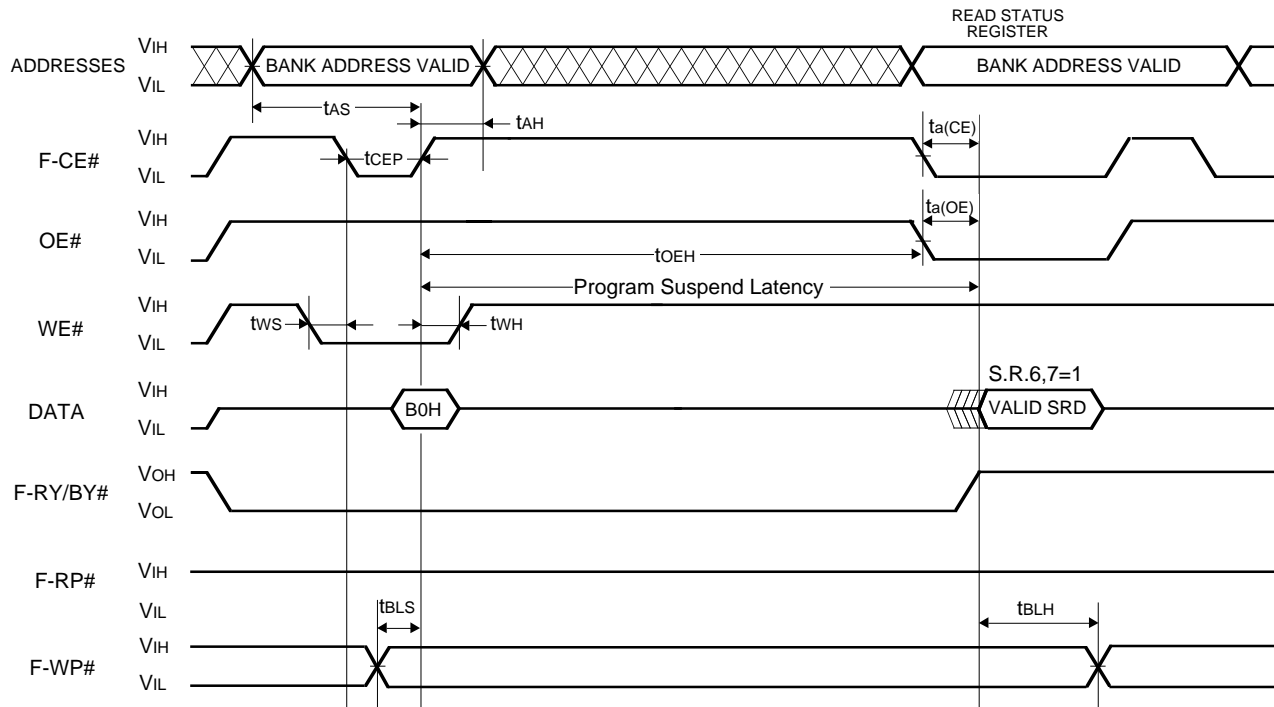 READ STATUS
REGISTER
ADDRESSES
VIH
VIL
BANK ADDRESS VALID
BANK ADDRESS VALID
tAS
tAH
F-CE#
VIH
VIL
tCEP
ta(CE)
OE#
VIH
VIL
ta(OE)
tOEH
Program Suspend Latency
WE#
VIH
VIL
tWS
tWH
DATA
VIH
VIL
B0H
S.R.6,7=1
VALID SRD
F-RY/BY#
VOH
VOL
F-RP#
VIH
VIL
tBLS
tBLH
F-WP#
VIH
VIL